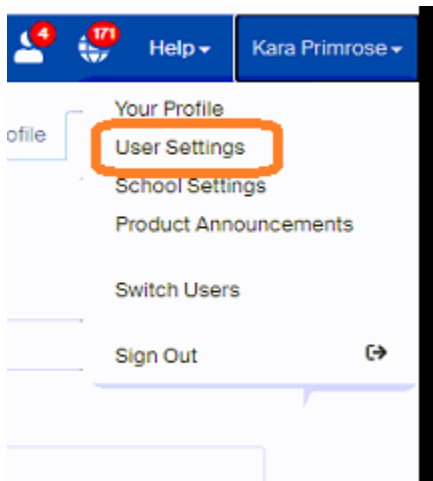 4 171 Help Kara Primrose
ofile Your Profile
User Settings
School Settings
Product Announcements
Switch Users
Sign Out